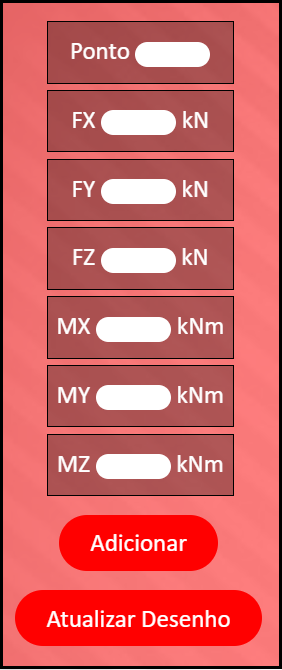 Ponto
FX kN
FY kN
FZ kN
MX kNm
MY kNm
MZ kNm
Adicionar
Atualizar Desenho